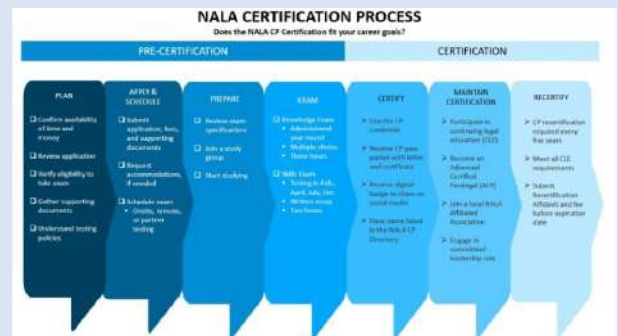 NALA CERTIFICATION PROCESS
Does the NALA CP Certification fit your career goals?
PRE-CERTIFICATION
CERTIFICATION
PLAN
Confirm availability
of time and
money
Review application
Verify eligibility to
take exam
Gather supporting
documents
Understand testing
policies
APPLY &
SCHEDULE
Submit
application, fees,
and supporting
documents
Request
accommodations,
if needed
Schedule exam
Onsite, remote,
or partner
testing
PREPARE
Review exam
specifications
Join a study
group
Start studying
EXAM
Knowledge Exam
Administered
year round
Multiple choice
Three hours
Skills Exam
Testing in Feb,
April, July, Oct
Written essay
Two hours
CERTIFY
Use the CP
credential
Receive CP
packet with letter and
certificate
Receive digital
badge to share on
social media
Have name listed
in the NALA CP
Directory
MAINTAIN
CERTIFICATION
Participate in
continuing legal
education (CLE)
Become an
Advanced
Certified
Paralegal (ACP)
Join a local NALA
Affiliated
Association
Engage in
committee/
leadership role
RECERTIFY
CP recertification
required every
five years
Meet all CLE
requirements
Submit
Recertification
Affidavit and fee
before expiration
date